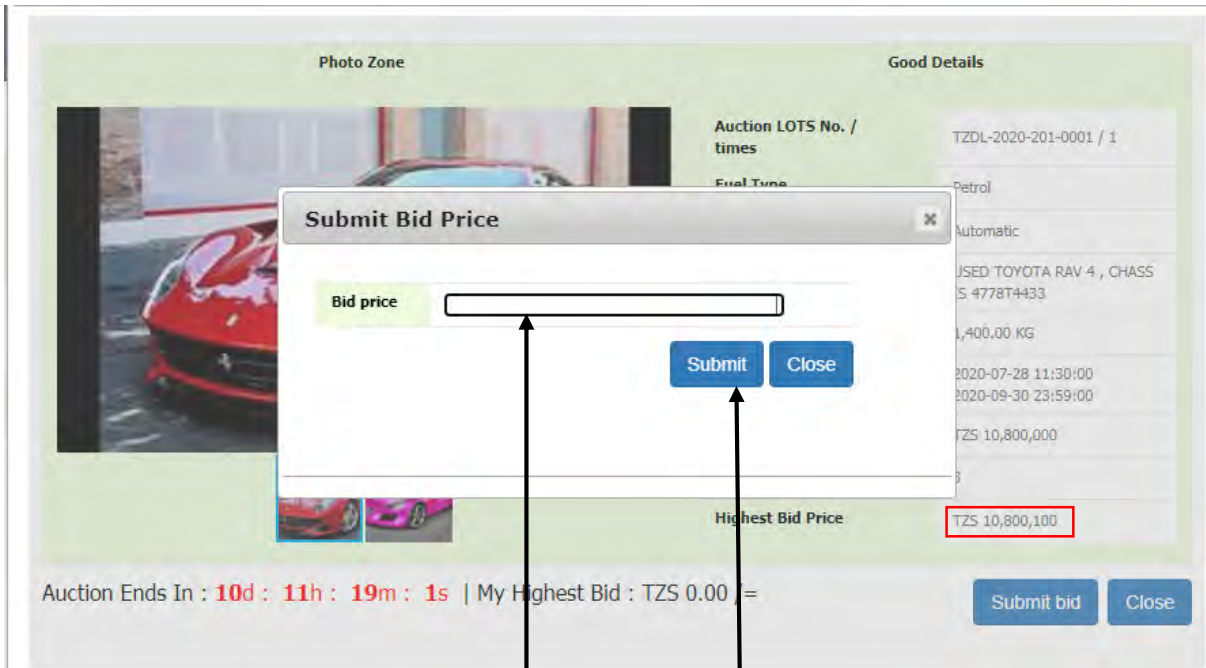 Photo Zone
Good Details
Auction LOTS No. /
times
TZDL-2020-201-0001 / 1
Fuel Type
Petrol
Submit Bid Price
Automatic
USED TOYOTA RAV 4 , CHASS
IS 4778T4433
Bid price
1,400.00 KG
Submit
Close
2020-07-28 11:30:00
2020-09-30 23:59:00
TZS 10,800,000
Highest Bid Price
TZS 10,800,100
Auction Ends In : 10d : 11h : 19m : 1s | My Highest Bid : TZS 0.00 /=
Submit bid
Close